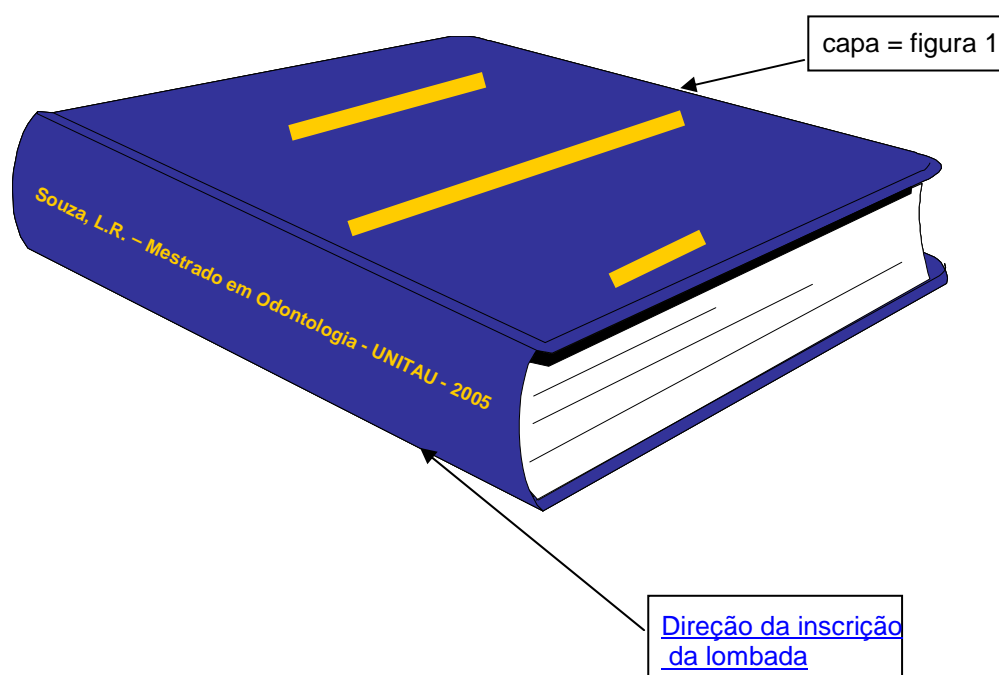 capa = figura 1
Souza, L.R. – Mestrado em Odontologia - UNITAU - 2005
Direção da inscrição
da lombada